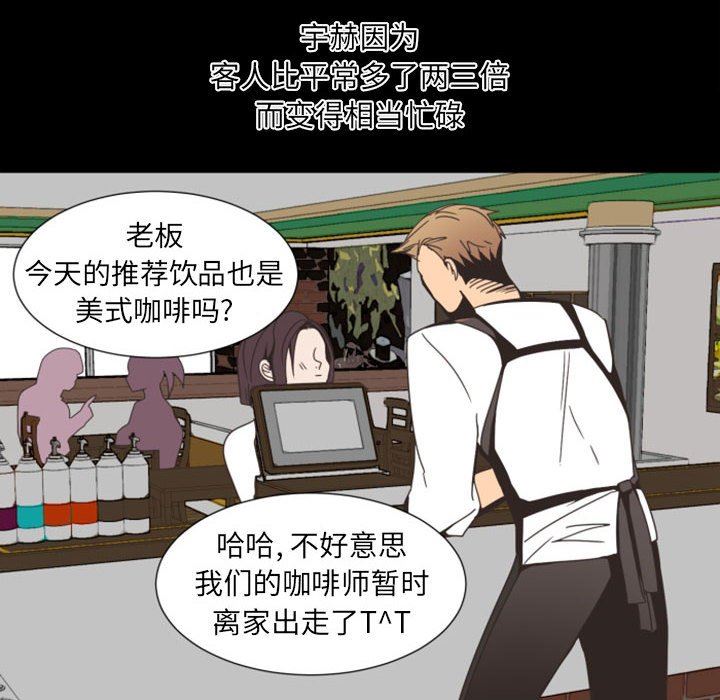 宇赫因为
客人比平常多了两三倍
而变得相当忙碌
老板
今天的推荐饮品也是
美式咖啡吗?
哈哈, 不好意思
我们的咖啡师暂时
离家出走了T^T